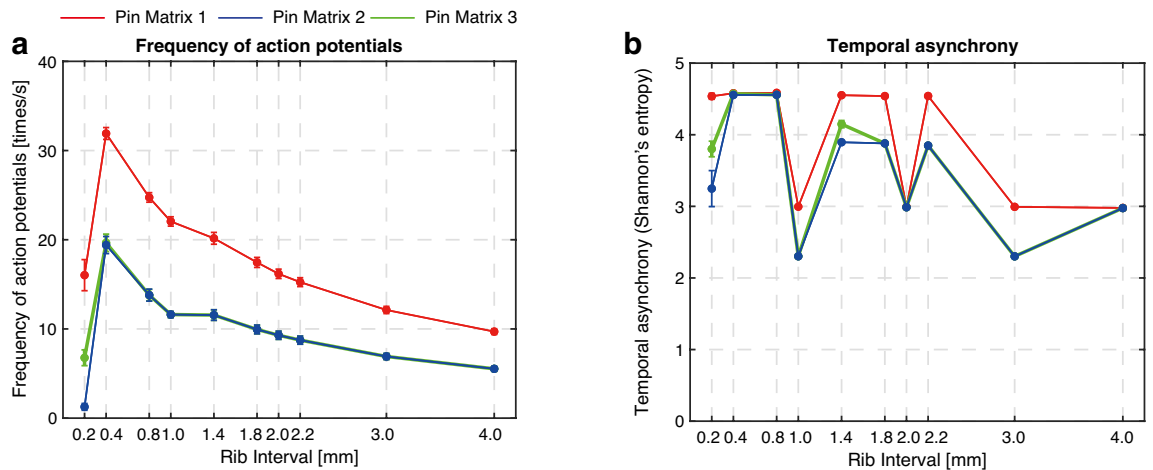 Pin Matrix 1 Pin Matrix 2 Pin Matrix 3
a Frequency of action potentials
Frequency of action potentials [times/s]
40
30
20
10
0
0.2 0.4 0.8 1.0 1.4 1.8 2.0 2.2 3.0 4.0
Rib Interval [mm]
b Temporal asynchrony
Temporal asynchrony (Shannon's entropy)
5
4
3
2
1
0
0.2 0.4 0.8 1.0 1.4 1.8 2.0 2.2 3.0 4.0
Rib Interval [mm]